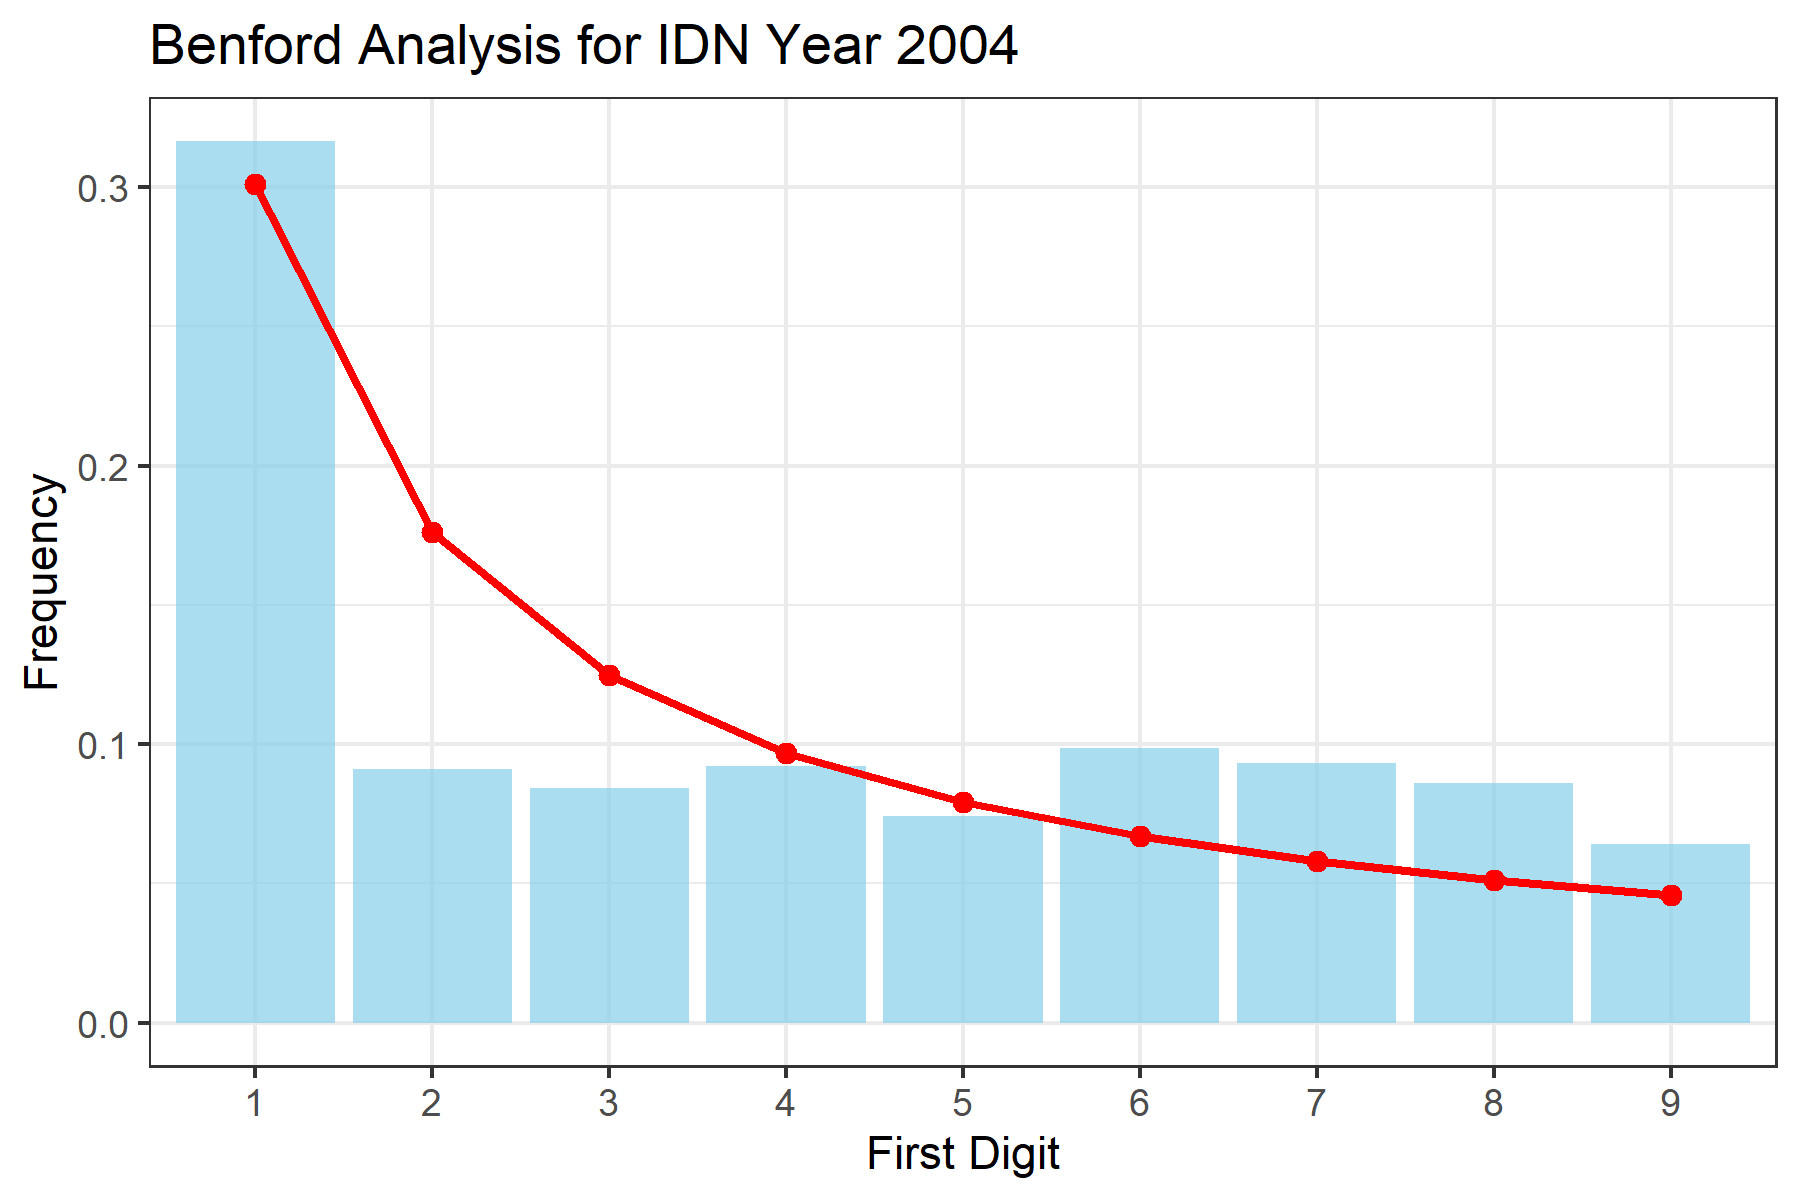 Benford Analysis for IDN Year 2004
Frequency
0.3
0.2
0.1
0.0
1 2 3 4 5 6 7 8 9
First Digit